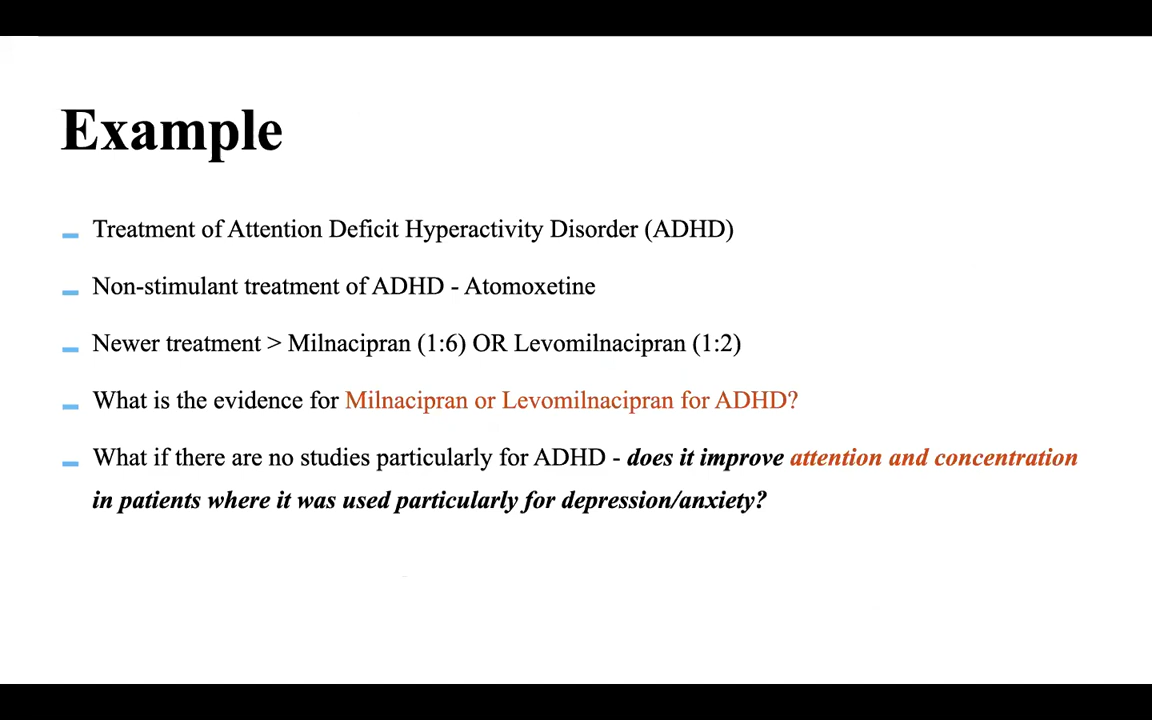 Example
Treatment of Attention Deficit Hyperactivity Disorder (ADHD)
Non-stimulant treatment of ADHD - Atomoxetine
Newer treatment > Milnacipran (1:6) OR Levomilnacipran (1:2)
What is the evidence for Milnacipran or Levomilnacipran for ADHD?
What if there are no studies particularly for ADHD - does it improve attention and concentration
in patients where it was used particularly for depression/anxiety?